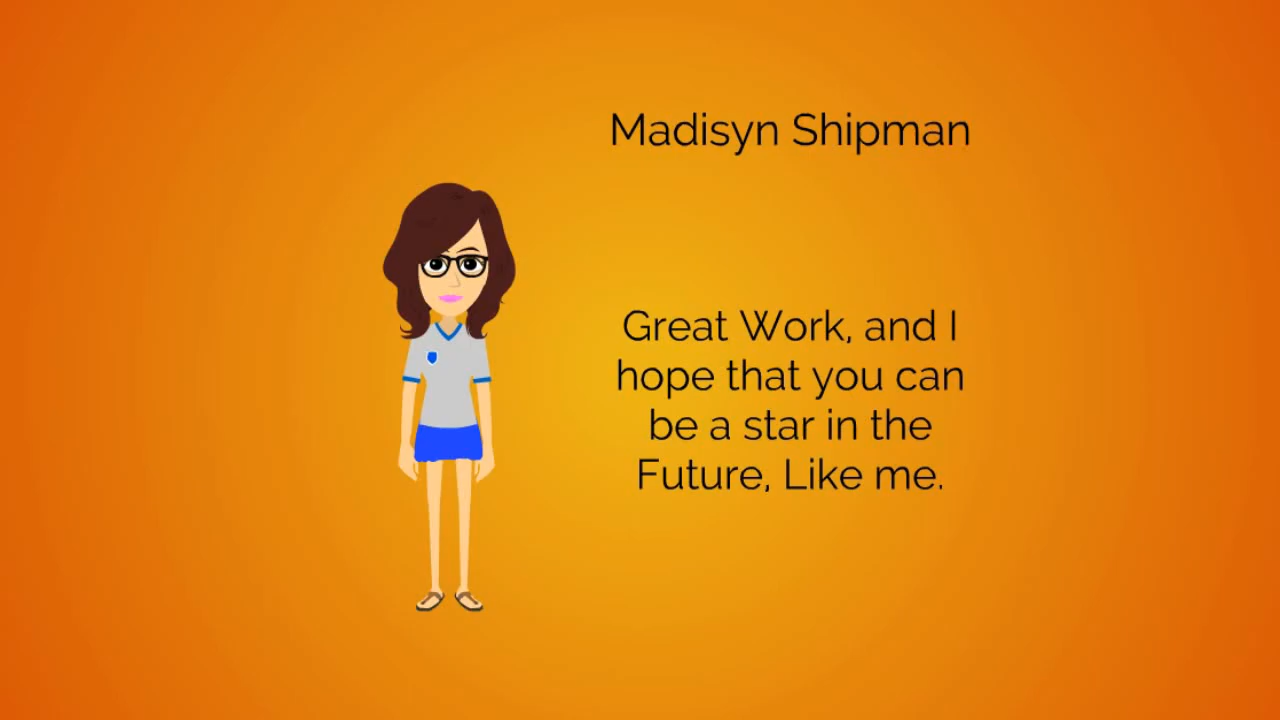 Madisyn Shipman
Great Work, and I
hope that you can
be a star in the
Future, Like me.